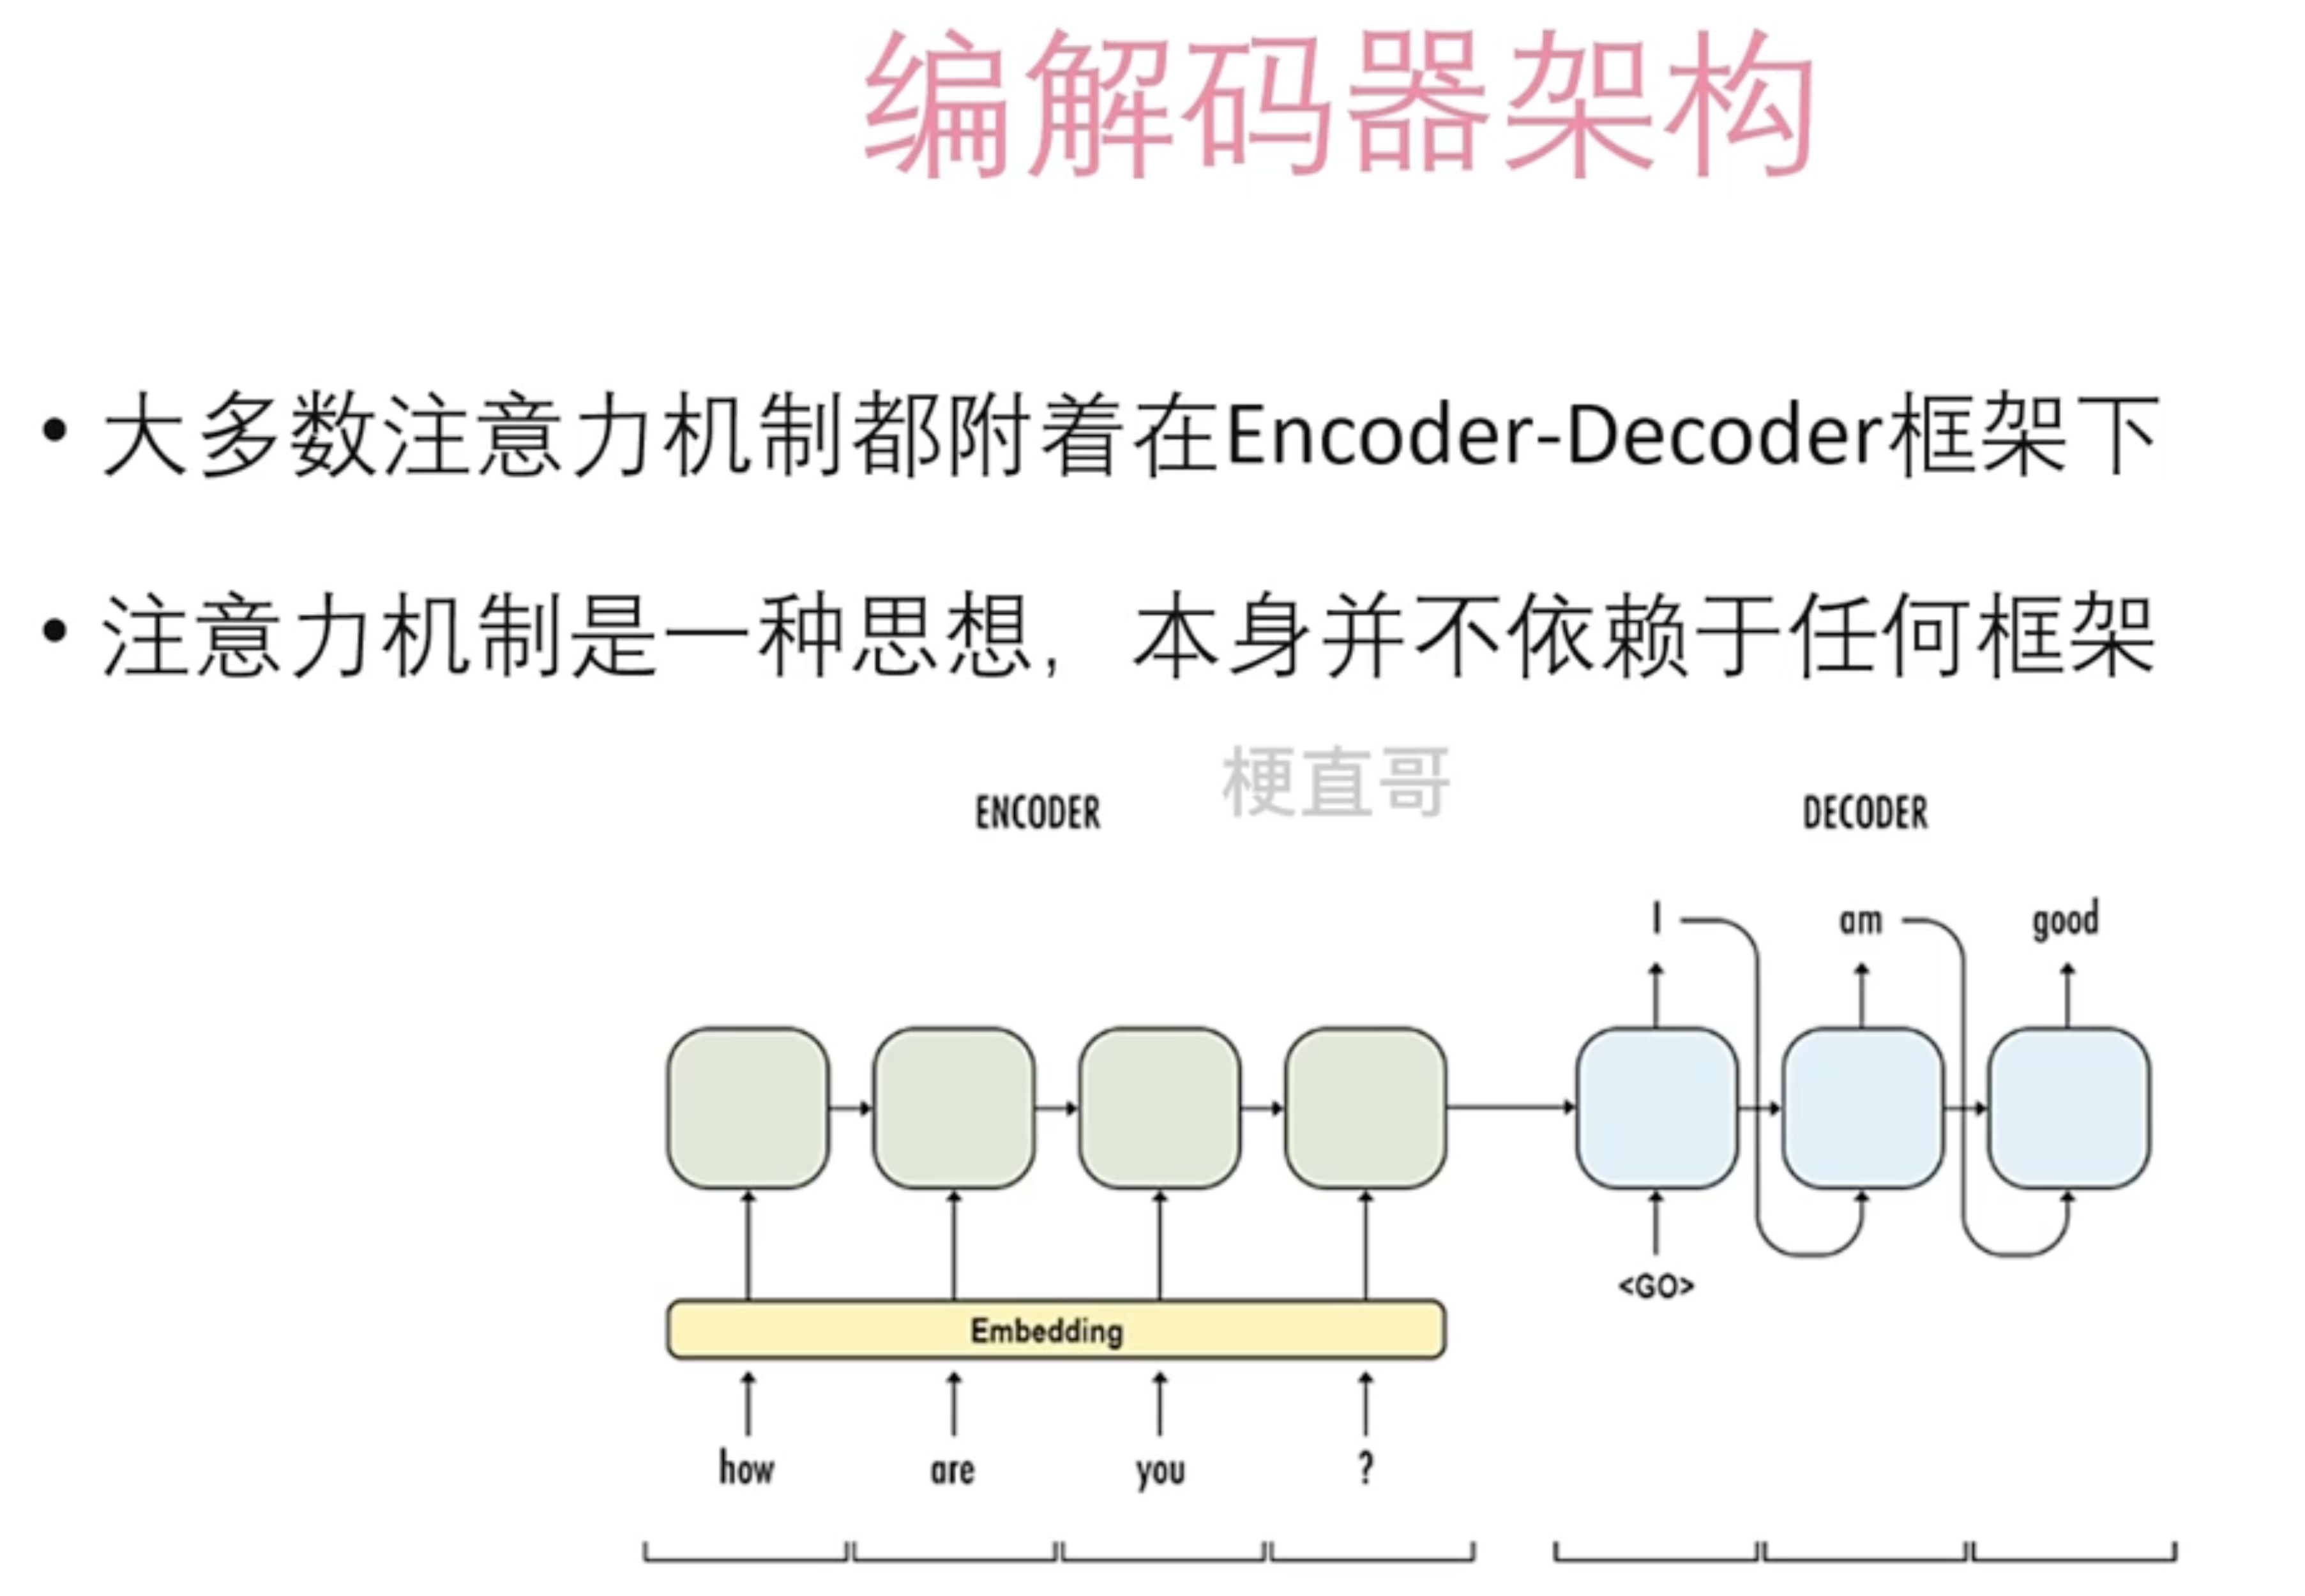 编解码器架构
• 大多数注意力机制都附着在Encoder-Decoder框架下
• 注意力机制是一种思想，本身并不依赖于任何框架
梗直哥
ENCODER DECODER
I am good
<GO>
Embedding
how are you ?